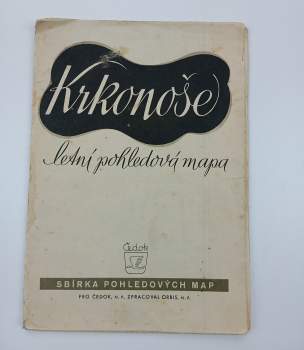 Krkonoše
letní pohledová mapa
Čedok
SBÍRKA POHLEDOVÝCH MAP
PRO ČEDOK, N. P. ZPRACOVAL ORBIS, N. P.